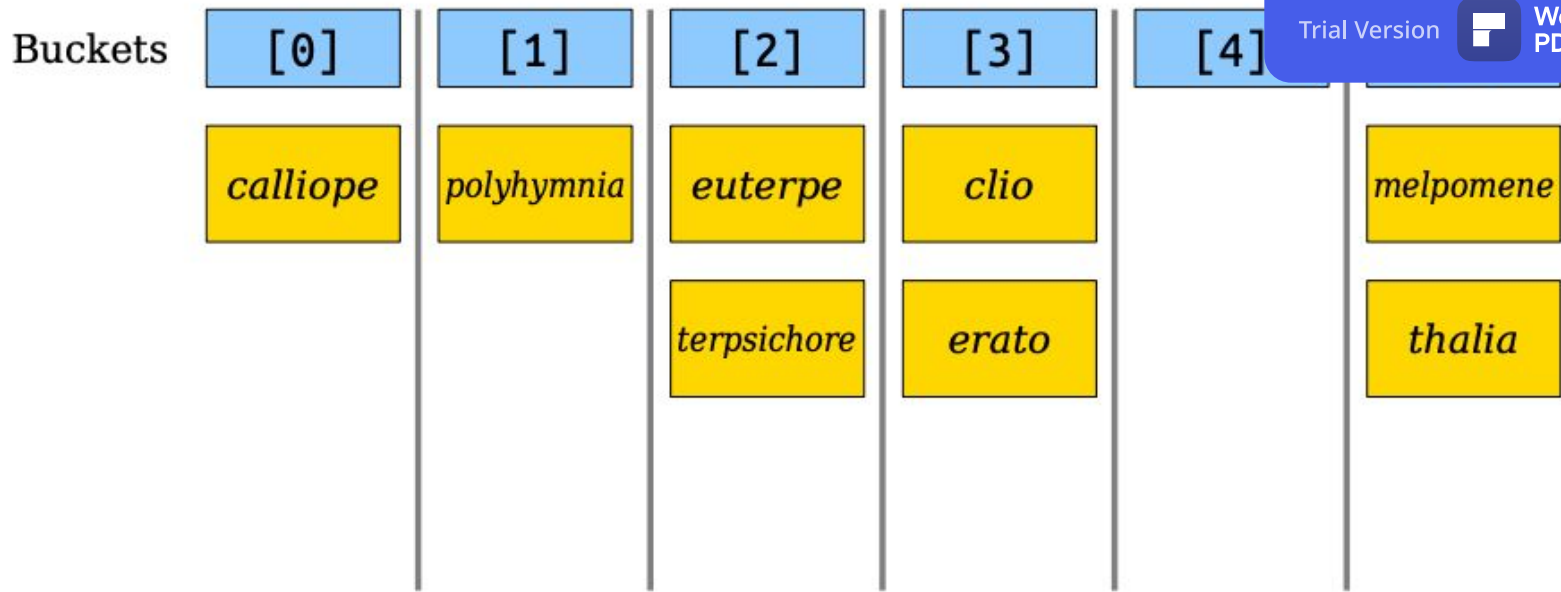 Buckets [0] [1] [2] [3] [4]
Trial Version
calliope polyhymnia euterpe clio melpomene
terpsichore erato thalia